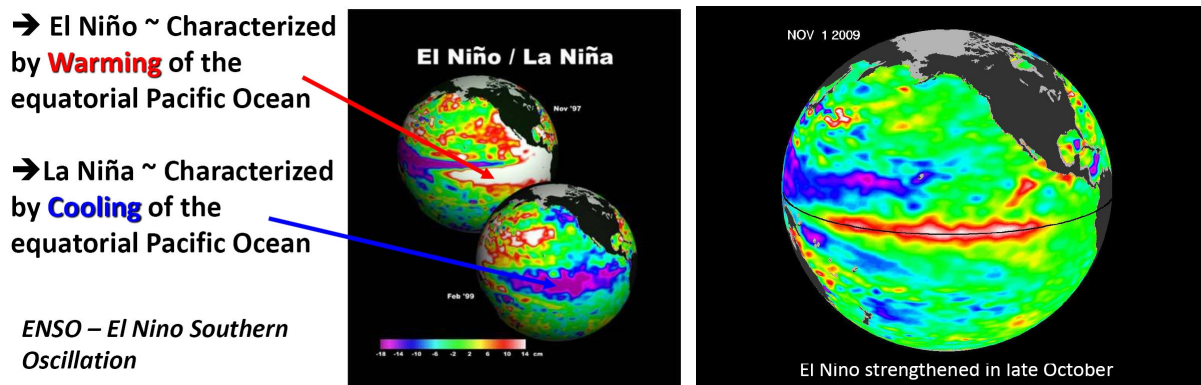 ➔ El Niño ~ Characterized
by Warming of the
equatorial Pacific Ocean
➔La Niña ~ Characterized
by Cooling of the
equatorial Pacific Ocean
ENSO – El Nino Southern
Oscillation
El Niño / La Niña
Nov '97
Feb '99
-18 -14 -10 -6 -2 2 6 10 14 cm
NOV 1 2009
El Nino strengthened in late October